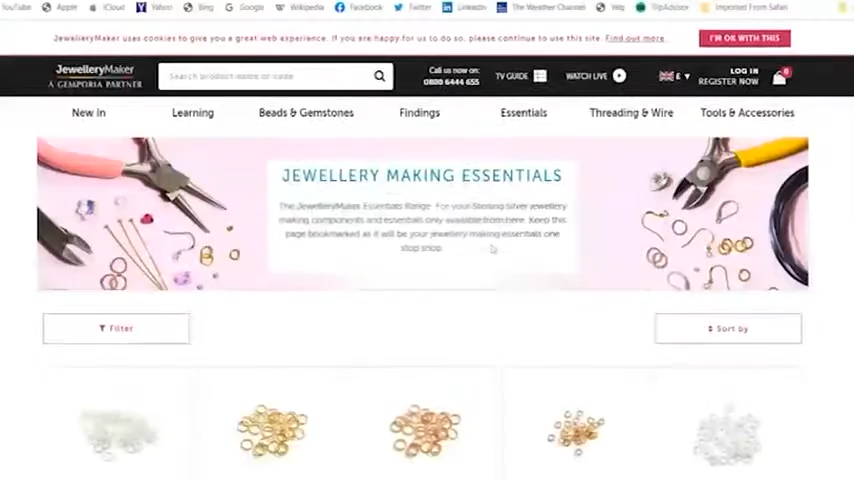 YouTube Apple iCloud Yahoo Bing Google Wikipedia Facebook Twitter LinkedIn The Weather Channel Yelp TripAdvisor Imported From Safari
JewelleryMaker uses cookies to give you a great web experience. If you are happy for us to do so, please continue to use this site. Find out more. I'M OK WITH THIS
JewelleryMaker
A GEMPORIA PARTNER
Search product name or code
Call us now on:
0800 6444 655
TV GUIDE
WATCH LIVE
£
LOG IN
REGISTER NOW
0
New In Learning Beads & Gemstones Findings Essentials Threading & Wire Tools & Accessories
JEWELLERY MAKING ESSENTIALS
The JewelleryMaker Essentials Range. For your Sterling Silver jewellery
making components and essentials only available from here. Keep this
page bookmarked as it will be your jewellery making essentials one
stop shop.
Filter
Sort by